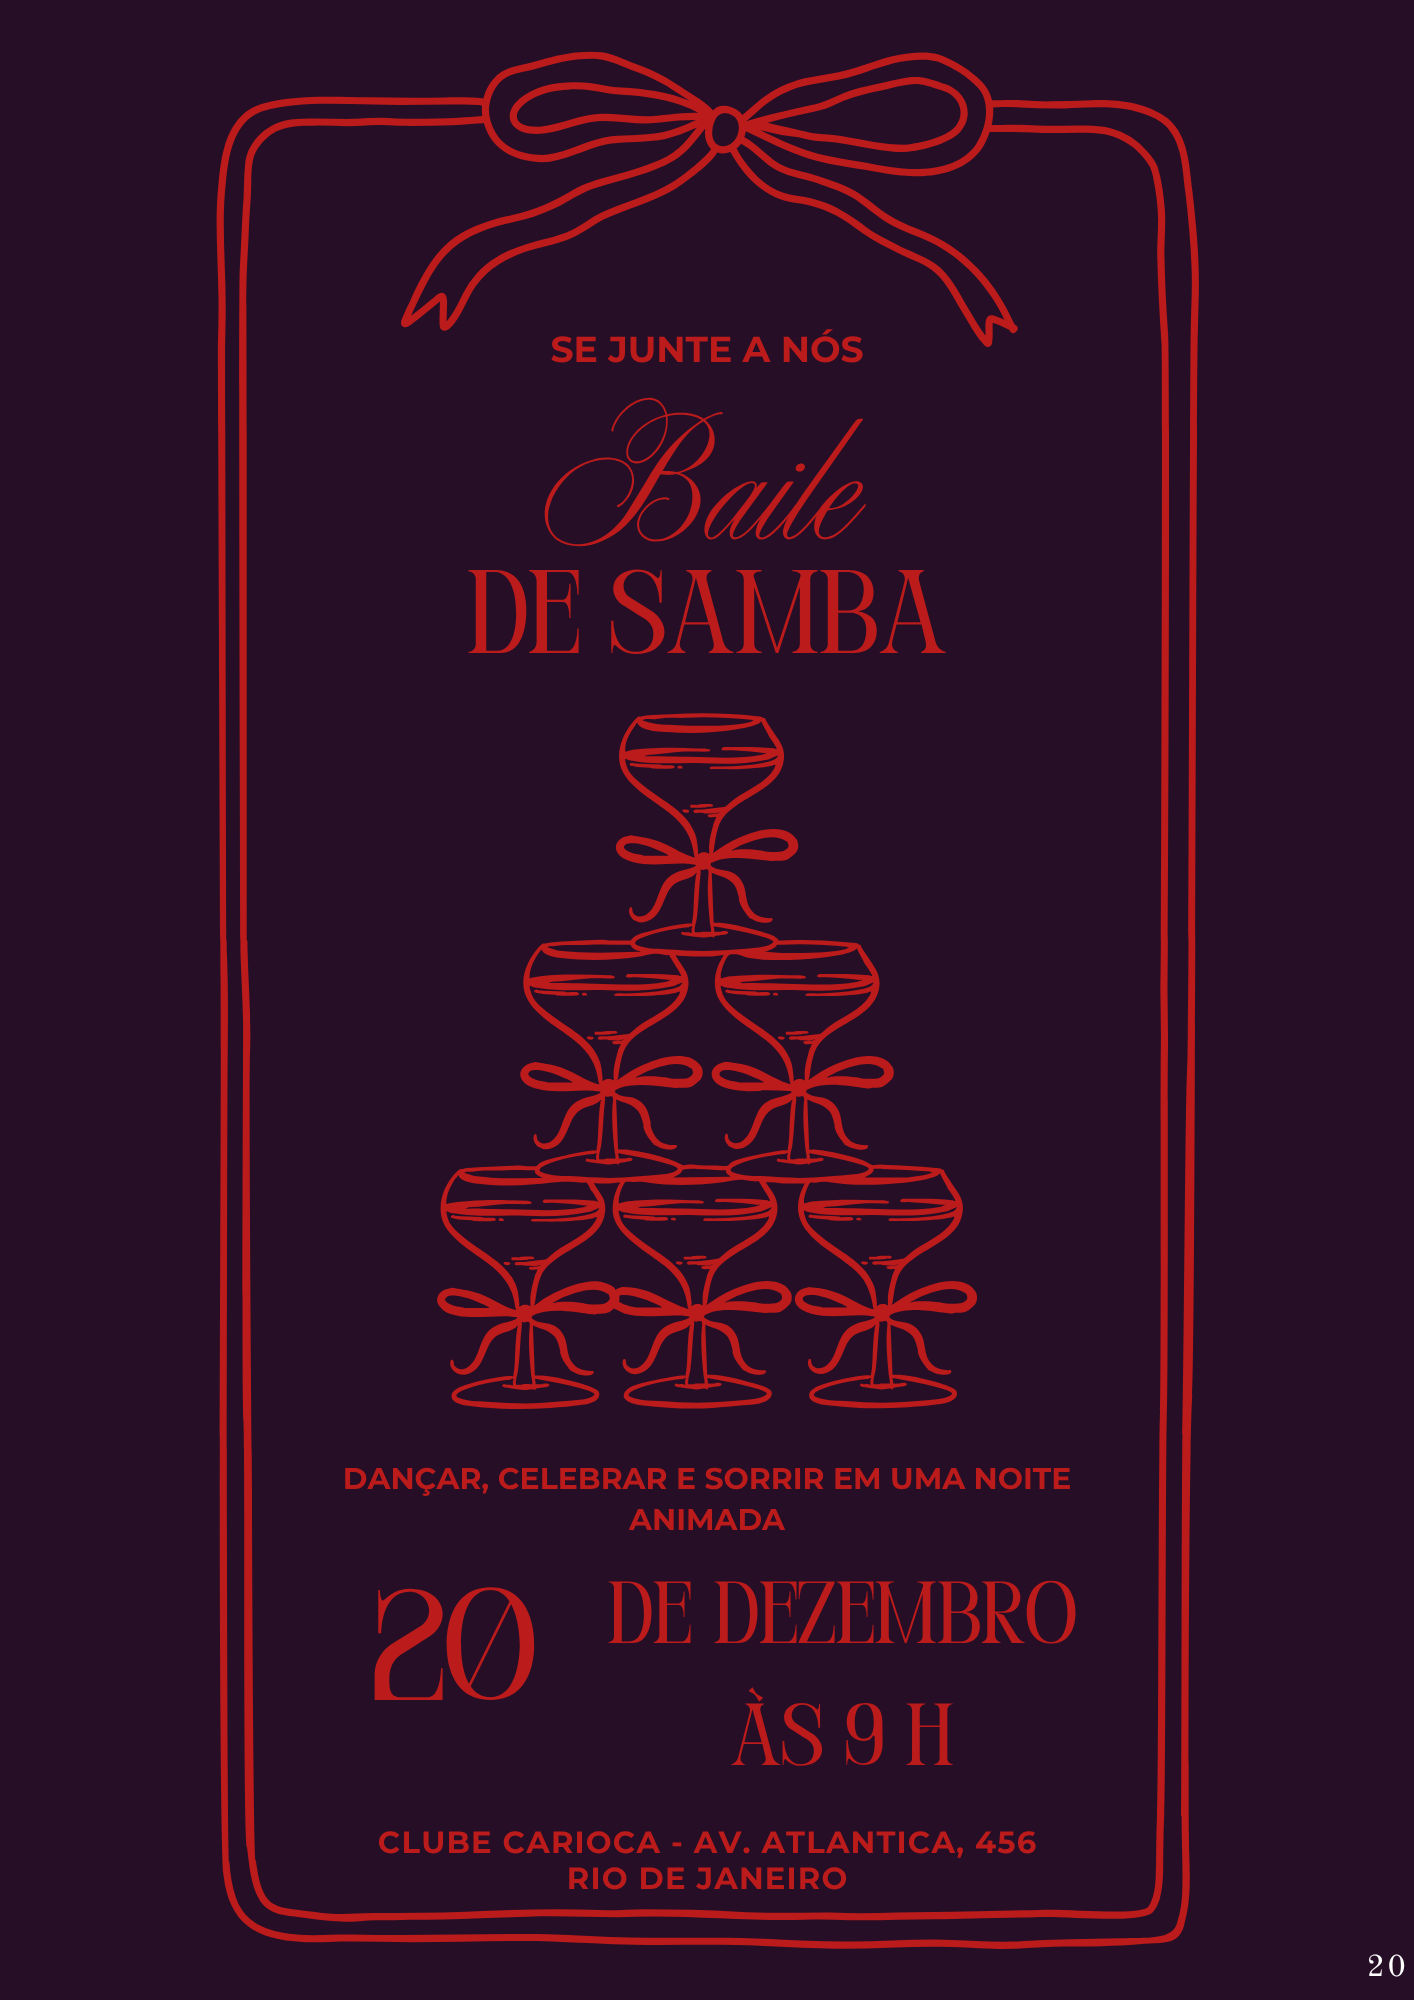 SE JUNTE A NÓS
Baile
DE SAMBA
DANÇAR, CELEBRAR E SORRIR EM UMA NOITE
ANIMADA
20
DE DEZEMBRO
ÀS 9 H
CLUBE CARIOCA - AV. ATLANTICA, 456
RIO DE JANEIRO
20